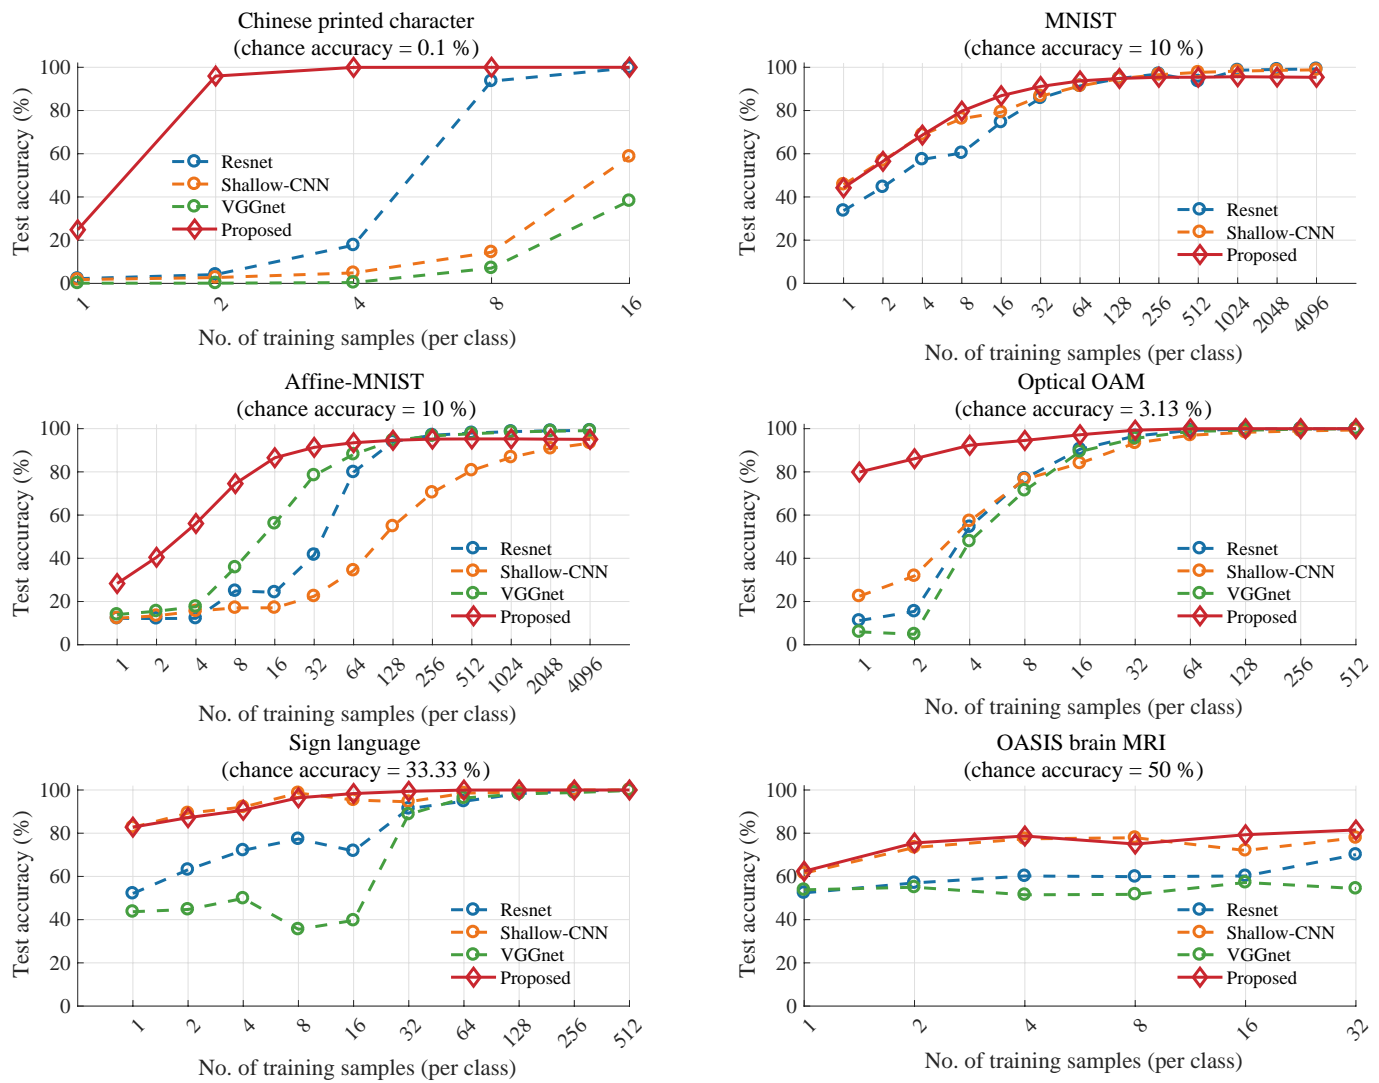 Chinese printed character
(chance accuracy = 0.1 %)
Test accuracy (%)
100
80
60
40
20
0
Resnet
Shallow-CNN
VGGnet
Proposed
1 2 4 8 16
No. of training samples (per class)
MNIST
(chance accuracy = 10 %)
Test accuracy (%)
100
80
60
40
20
0
Resnet
Shallow-CNN
Proposed
1 2 4 8 16 32 64 128 256 512 1024 2048 4096
No. of training samples (per class)
Affine-MNIST
(chance accuracy = 10 %)
Test accuracy (%)
100
80
60
40
20
0
Resnet
Shallow-CNN
VGGnet
Proposed
1 2 4 8 16 32 64 128 256 512 1024 2048 4096
No. of training samples (per class)
Optical OAM
(chance accuracy = 3.13 %)
Test accuracy (%)
100
80
60
40
20
0
Resnet
Shallow-CNN
VGGnet
Proposed
1 2 4 8 16 32 64 128 256 512
No. of training samples (per class)
Sign language
(chance accuracy = 33.33 %)
Test accuracy (%)
100
80
60
40
20
0
Resnet
Shallow-CNN
VGGnet
Proposed
1 2 4 8 16 32 64 128 256 512
No. of training samples (per class)
OASIS brain MRI
(chance accuracy = 50 %)
Test accuracy (%)
100
80
60
40
20
0
Resnet
Shallow-CNN
VGGnet
Proposed
1 2 4 8 16 32
No. of training samples (per class)